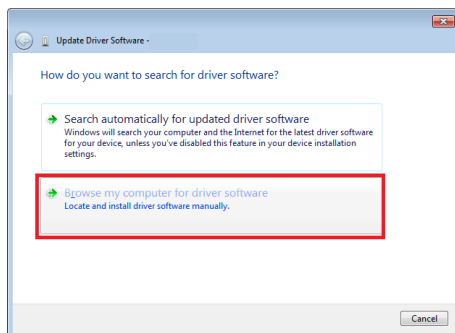 Update Driver Software -
How do you want to search for driver software?
Search automatically for updated driver software
Windows will search your computer and the Internet for the latest driver software
for your device, unless you've disabled this feature in your device installation
settings.
Browse my computer for driver software
Locate and install driver software manually.
Cancel